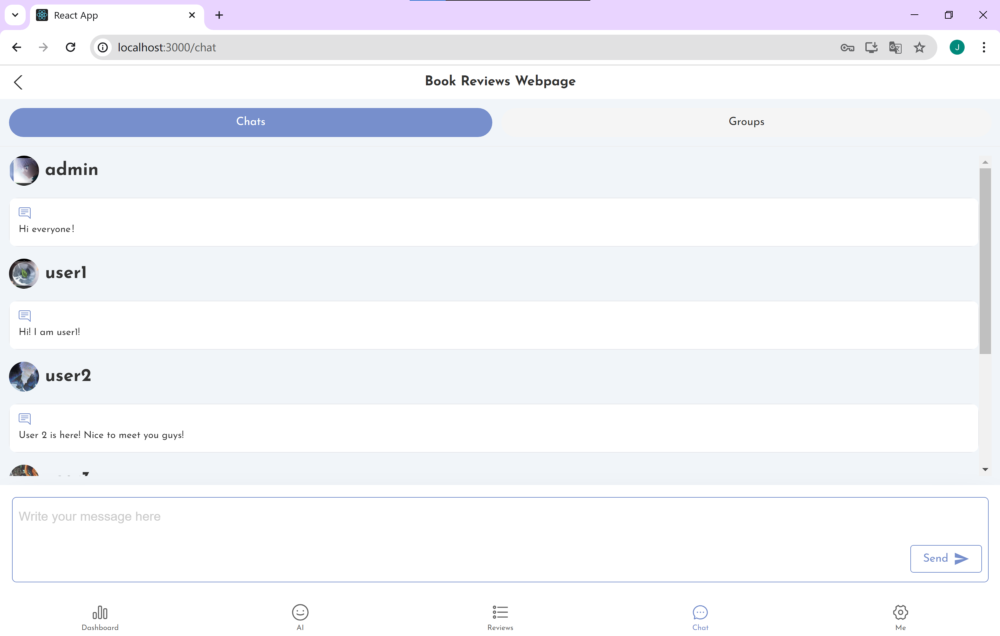 React App
localhost:3000/chat
J
Book Reviews Webpage
Chats
Groups
admin
Hi everyone!
user1
Hi! I am user1!
user2
User 2 is here! Nice to meet you guys!
Write your message here
Send
Dashboard
AI
Reviews
Chat
Me